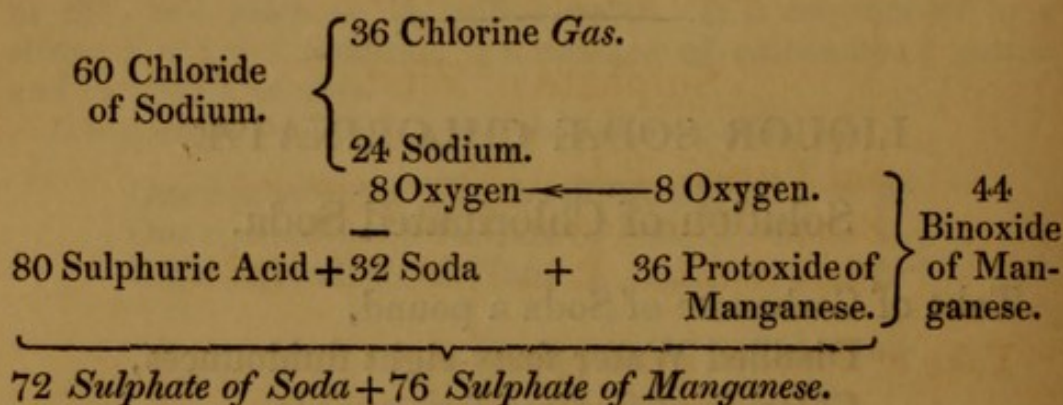 36 Chlorine Gas.
60 Chloride
of Sodium.
24 Sodium.
8 Oxygen 8 Oxygen.
44
Binoxide
of Man-
ganese.
80 Sulphuric Acid + 32 Soda + 36 Protoxide of
Manganese.
72 Sulphate of Soda + 76 Sulphate of Manganese.